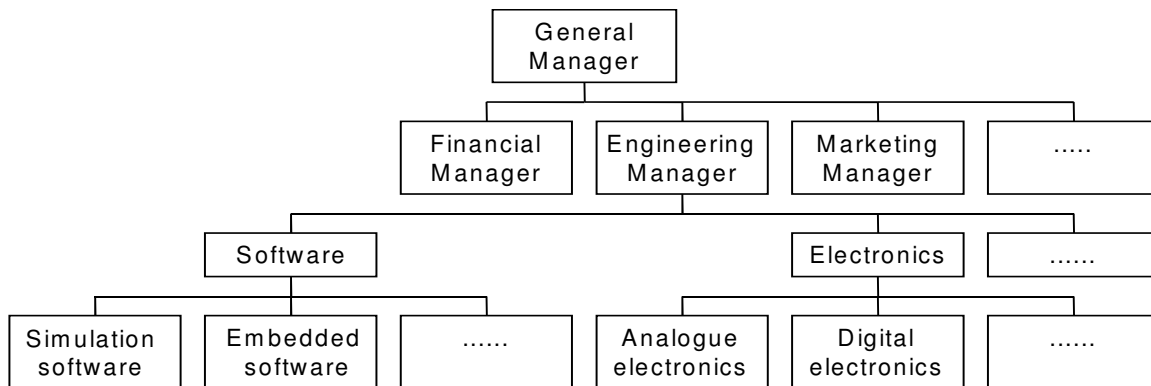 General
Manager
Financial
Manager
Engineering
Manager
Marketing
Manager
.....
Software
Electronics
......
Simulation
software
Embedded
software
......
Analogue
electronics
Digital
electronics
......